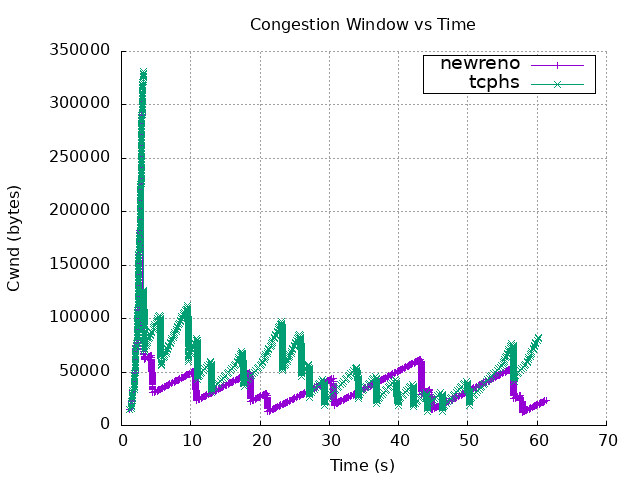 Congestion Window vs Time
350000
300000
250000
200000
150000
100000
50000
0
Cwnd (bytes)
newreno
tcphs
0 10 20 30 40 50 60 70
Time (s)